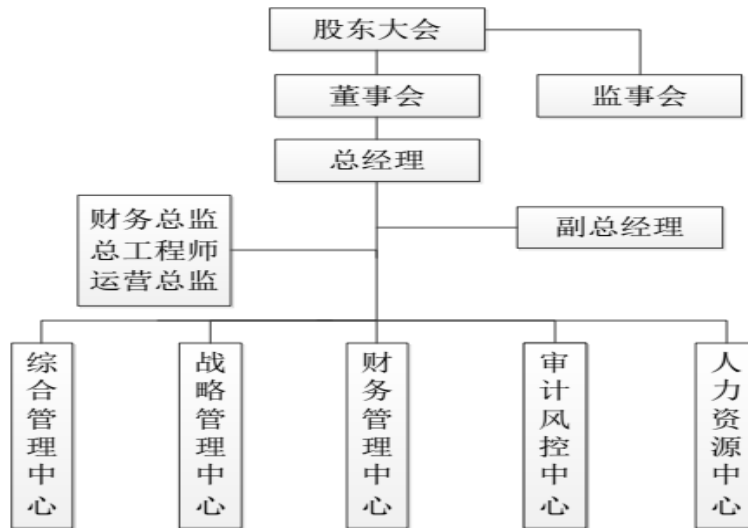 股东大会
董事会
监事会
总经理
财务总监
总工程师
运营总监
副总经理
综合管理中心
战略管理中心
财务管理中心
审计风控中心
人力资源中心